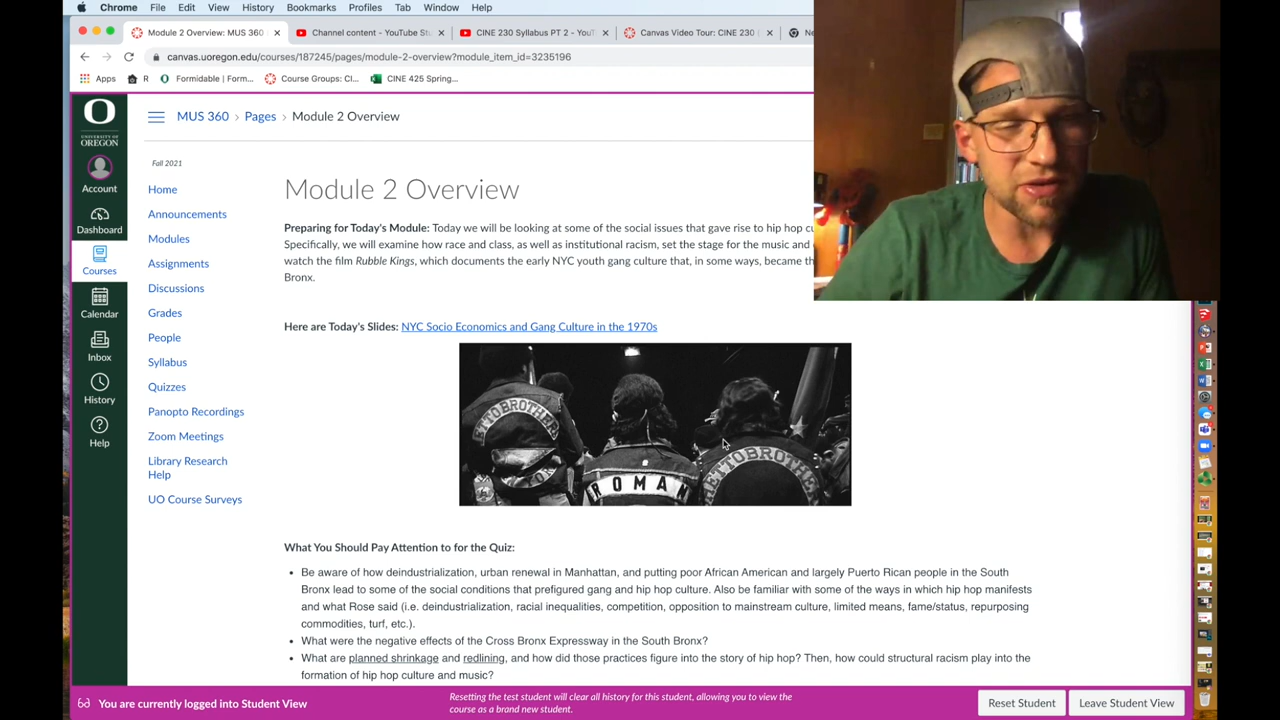 Chrome File Edit View History Bookmarks Profiles Tab Window Help
Module 2 Overview: MUS 360 × Channel content - YouTube St × CINE 230 Syllabus PT 2 - YouT × Canvas Video Tour: CINE 230 × Ne
canvas.uoregon.edu/courses/187245/pages/module-2-overview?module_item_id=3235196
Apps R Formidable | Form... Course Groups: CI... CINE 425 Spring...
O
UNIVERSITY OF
OREGON
Account
Dashboard
Courses
Calendar
Inbox
History
Help
MUS 360 › Pages › Module 2 Overview
Fall 2021
Home
Announcements
Modules
Assignments
Discussions
Grades
People
Syllabus
Quizzes
Panopto Recordings
Zoom Meetings
Library Research
Help
UO Course Surveys
Module 2 Overview
Preparing for Today's Module: Today we will be looking at some of the social issues that gave rise to hip hop cu
Specifically, we will examine how race and class, as well as institutional racism, set the stage for the music and
watch the film Rubble Kings, which documents the early NYC youth gang culture that, in some ways, became th
Bronx.
Here are Today's Slides: NYC Socio Economics and Gang Culture in the 1970s
ETTOBROTHER
ROMAN
ETTOBROTHE
What You Should Pay Attention to for the Quiz:
• Be aware of how deindustrialization, urban renewal in Manhattan, and putting poor African American and largely Puerto Rican people in the South
Bronx lead to some of the social conditions that prefigured gang and hip hop culture. Also be familiar with some of the ways in which hip hop manifests
and what Rose said (i.e. deindustrialization, racial inequalities, competition, opposition to mainstream culture, limited means, fame/status, repurposing
commodities, turf, etc.).
• What were the negative effects of the Cross Bronx Expressway in the South Bronx?
• What are planned shrinkage and redlining, and how did those practices figure into the story of hip hop? Then, how could structural racism play into the
formation of hip hop culture and music?
You are currently logged into Student View
Resetting the test student will clear all history for this student, allowing you to view the
course as a brand new student.
Reset Student
Leave Student View